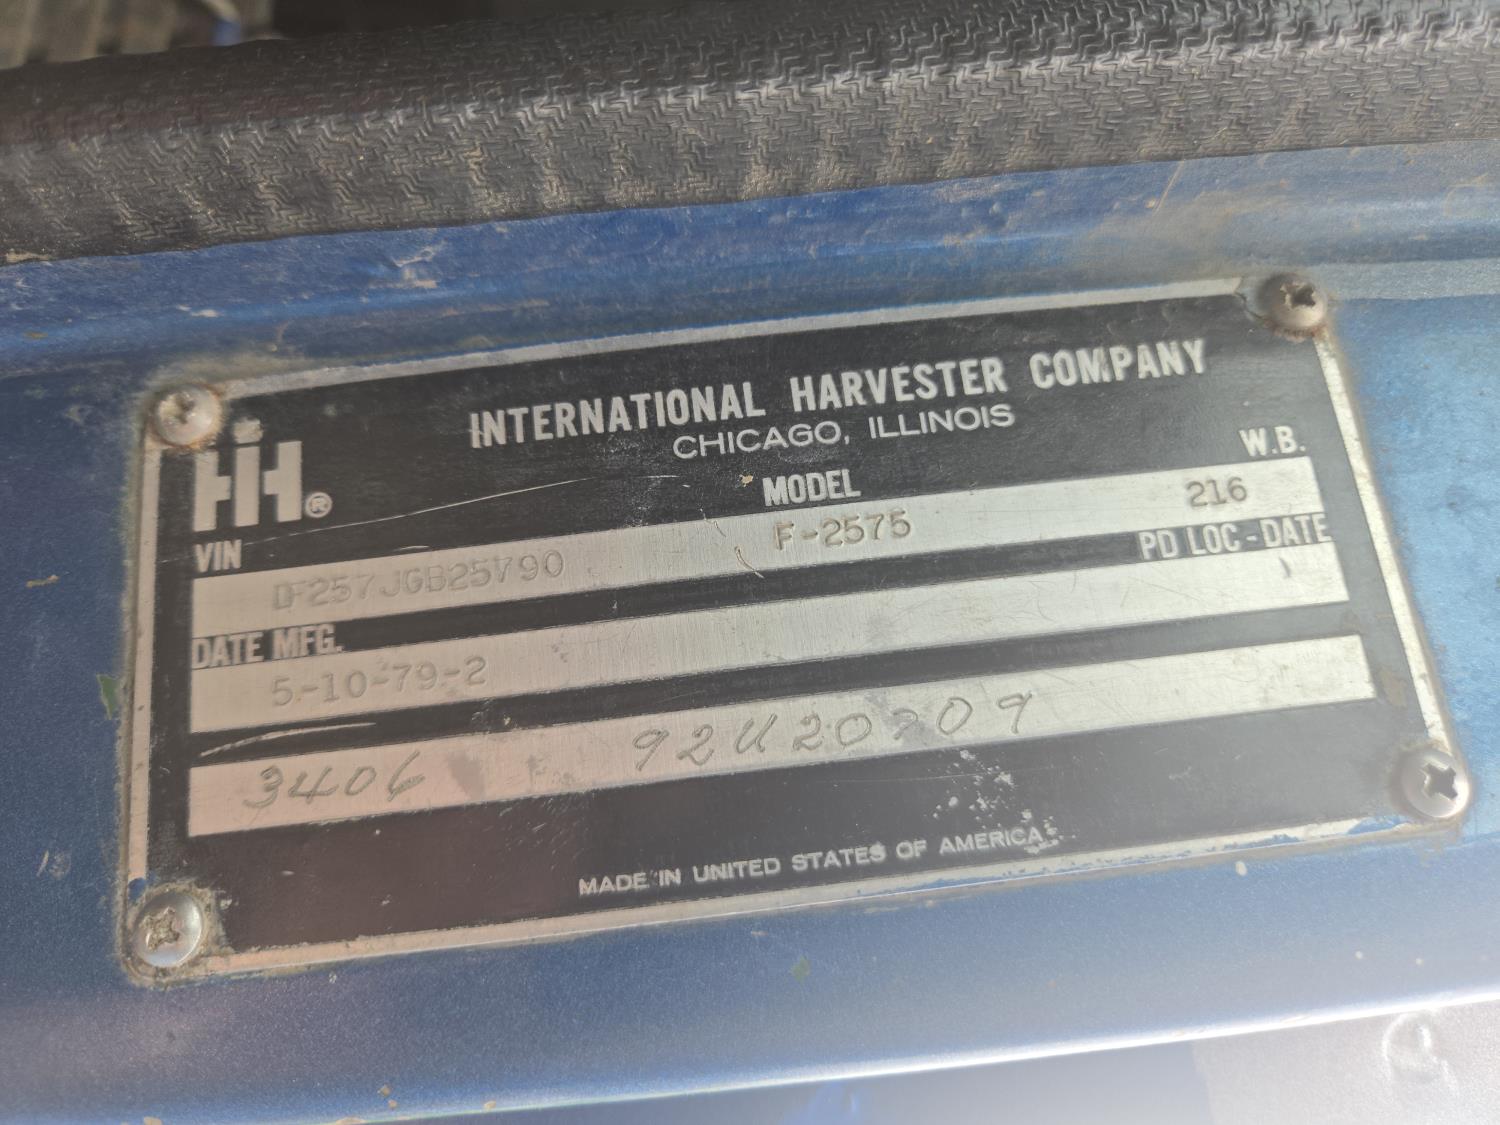 IH®
INTERNATIONAL HARVESTER COMPANY
CHICAGO, ILLINOIS
VIN MODEL W.B.
DF257JGB25790 F-2575 216
DATE MFG. PD LOC-DATE
5-10-79-2
3406 92U20709
MADE IN UNITED STATES OF AMERICA